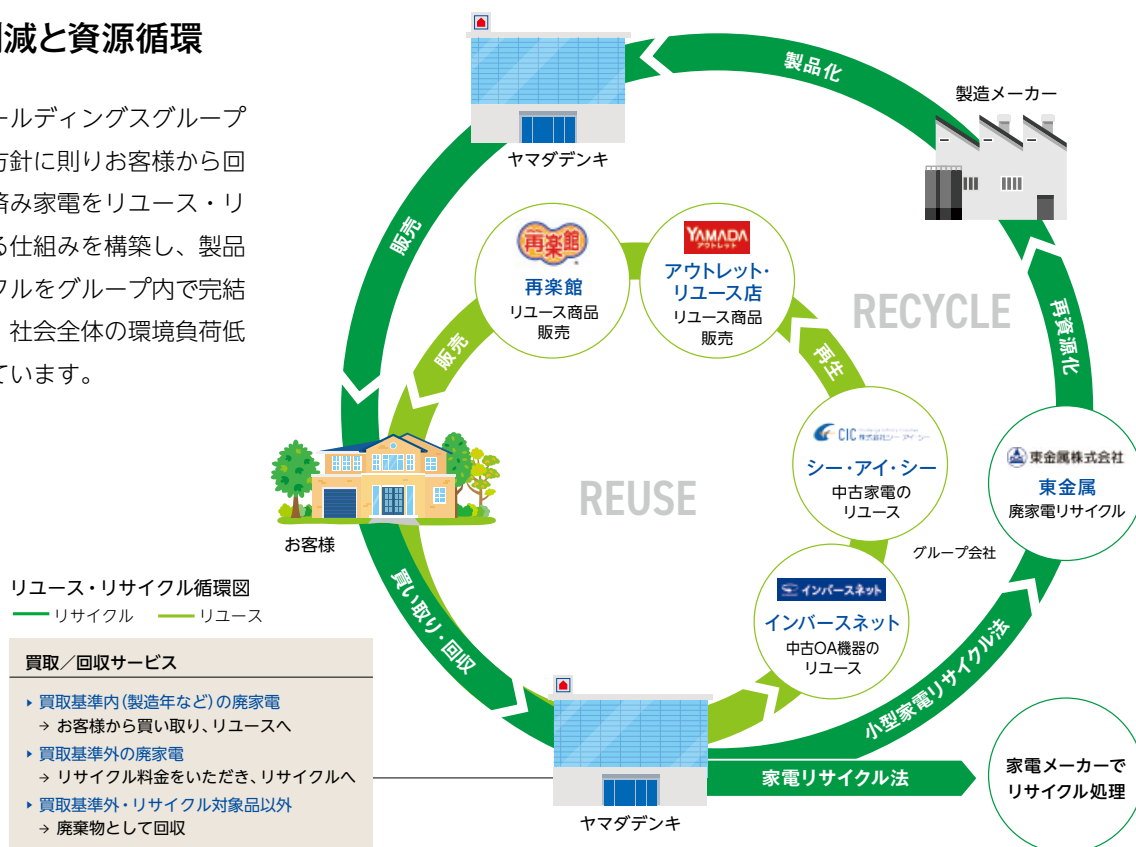 減と資源循環
ールディングスグループ
方針に則りお客様から回
済み家電をリユース・リ
る仕組みを構築し、製品
フルをグループ内で完結
、社会全体の環境負荷低
ています。
製品化
製造メーカー
ヤマダデンキ
販売
再楽館
再楽館
リユース商品
販売
YAMADA
アウトレット
アウトレット・
リユース店
リユース商品
販売
RECYCLE
再資源化
販売
再生
CIC 株式会社シー・アイ・シー
シー・アイ・シー
中古家電の
リユース
東金属株式会社
東金属
廃家電リサイクル
REUSE
お客様
グループ会社
インバースネット
インバースネット
中古OA機器の
リユース
買い取り・回収
小型家電リサイクル法
リユース・リサイクル循環図
リサイクル リユース
買取／回収サービス
買取基準内(製造年など)の廃家電
→ お客様から買い取り、リユースへ
買取基準外の廃家電
→ リサイクル料金をいただき、リサイクルへ
買取基準外・リサイクル対象品以外
→ 廃棄物として回収
家電リサイクル法
家電メーカーで
リサイクル処理
ヤマダデンキ